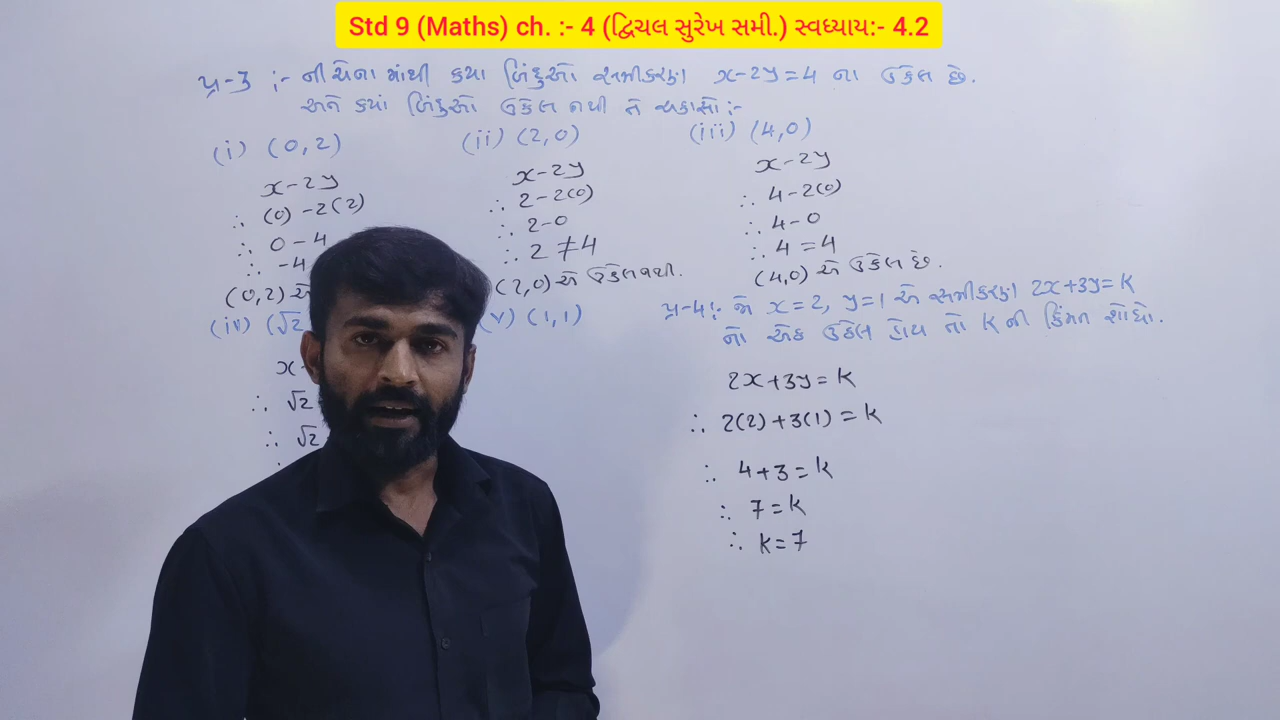 Std 9 (Maths) ch. :- 4 (દ્વિચલ સુરેખ સમી.) સ્વધ્યાય:- 4.2
પ્ર-3 :- નીચેના માંથી કયા બિંદુઓ સમીકરણ x-2y=4 ના ઉકેલ છે.
અને કયાં બિંદુઓ ઉકેલ નથી તે ચકાસો :-
(i) (0,2)
x-2y
∴ (0)-2(2)
∴ 0-4
∴ -4
(0,2) એ
(ii) (2,0)
x-2y
∴ 2-2(0)
∴ 2-0
∴ 2≠4
(2,0) એ ઉકેલ નથી.
(iii) (4,0)
x-2y
∴ 4-2(0)
∴ 4-0
∴ 4=4
(4,0) એ ઉકેલ છે.
(iv) (√2
x-
∴ √2
∴ √2
∴
(v) (1,1)
પ્ર-4 :- જો x=2, y=1 એ સમીકરણ 2x+3y=k
નો એક ઉકેલ હોય તો k ની કિંમત શોધો.
2x+3y=k
∴ 2(2)+3(1)=k
∴ 4+3=k
∴ 7=k
∴ k=7